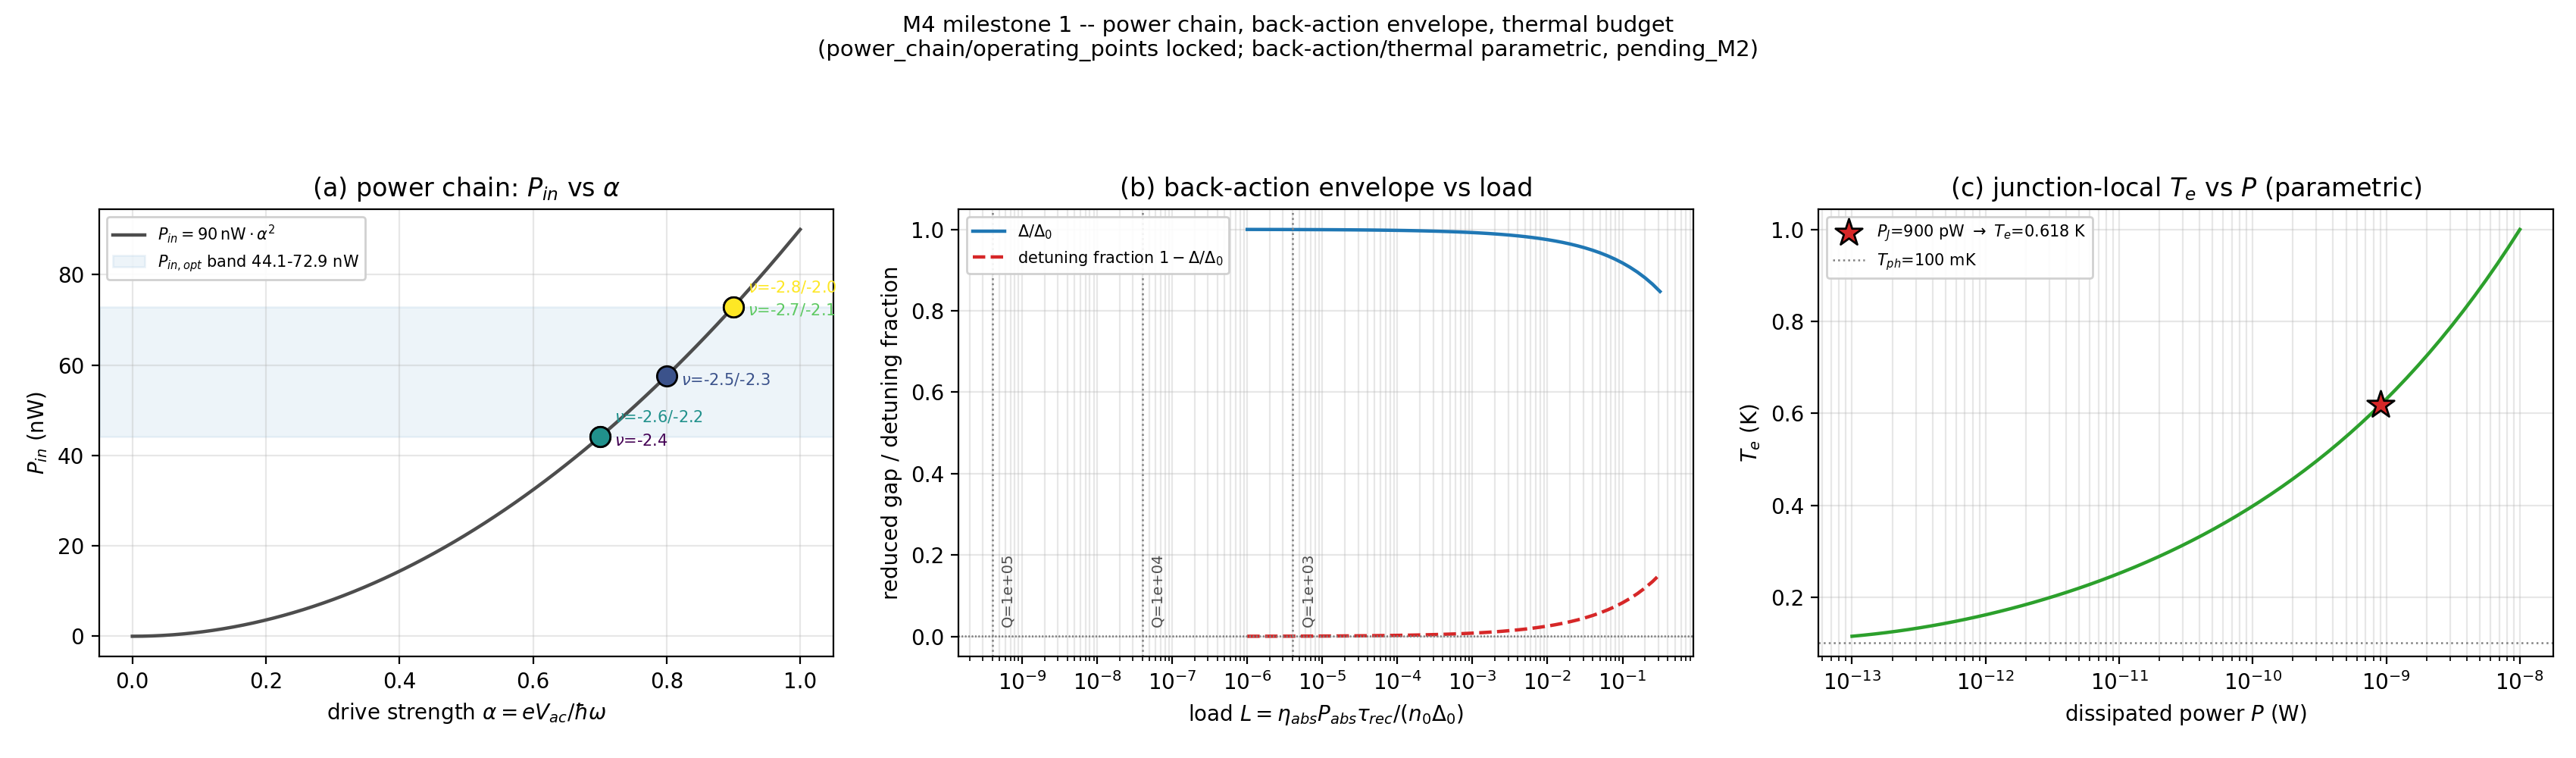 M4 milestone 1 -- power chain, back-action envelope, thermal budget
(power_chain/operating_points locked; back-action/thermal parametric, pending_M2)
(a) power chain: P_in vs α
P_in = 90 nW · α²
P_in,opt band 44.1-72.9 nW
ν=-2.8/-2.0
ν=-2.7/-2.1
ν=-2.5/-2.3
ν=-2.6/-2.2
ν=-2.4
P_in (nW)
80
60
40
20
0
0.0 0.2 0.4 0.6 0.8 1.0
drive strength α = eV_ac/ℏω
(b) back-action envelope vs load
Δ/Δ₀
detuning fraction 1 − Δ/Δ₀
reduced gap / detuning fraction
1.0
0.8
0.6
0.4
0.2
0.0
Q=1e+05
Q=1e+04
Q=1e+03
10⁻⁹ 10⁻⁸ 10⁻⁷ 10⁻⁶ 10⁻⁵ 10⁻⁴ 10⁻³ 10⁻² 10⁻¹
load L = η_abs P_abs τ_rec/(n₀Δ₀)
(c) junction-local T_e vs P (parametric)
P_J=900 pW → T_e=0.618 K
T_ph=100 mK
T_e (K)
1.0
0.8
0.6
0.4
0.2
10⁻¹³ 10⁻¹² 10⁻¹¹ 10⁻¹⁰ 10⁻⁹ 10⁻⁸
dissipated power P (W)